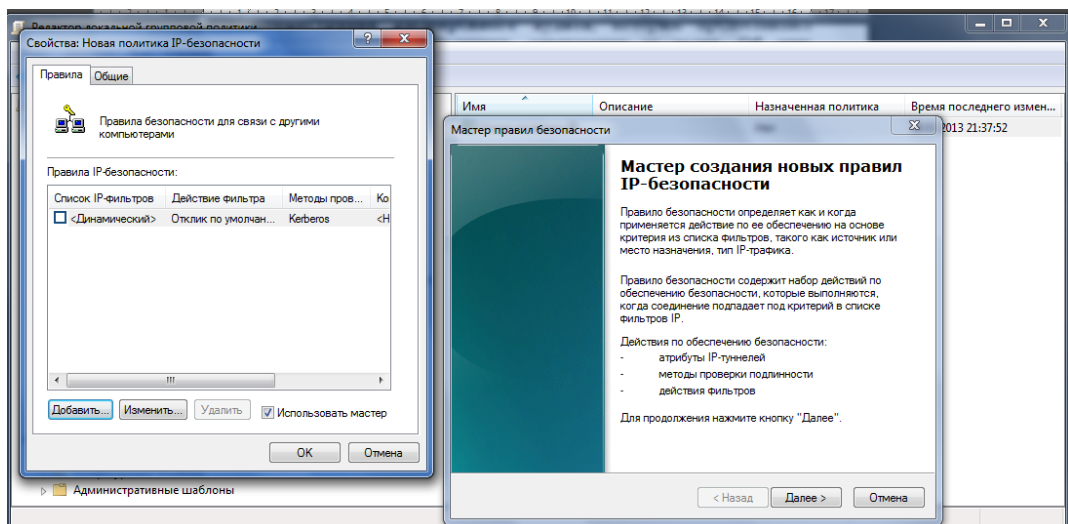 Редактор локальной групповой политики
Свойства: Новая политика IP-безопасности
Правила
Общие
Правила безопасности для связи с другими
компьютерами
Правила IP-безопасности:
Список IP-фильтров Действие фильтра Методы пров... Ко
<Динамический> Отклик по умолчан... Kerberos <Н
Добавить...
Изменить...
Удалить
Использовать мастер
ОК
Отмена
Административные шаблоны
Имя Описание Назначенная политика Время последнего измен...
2013 21:37:52
Мастер правил безопасности
Мастер создания новых правил
IP-безопасности
Правило безопасности определяет как и когда
применяется действие по ее обеспечению на основе
критерия из списка фильтров, такого как источник или
место назначения, тип IP-трафика.
Правило безопасности содержит набор действий по
обеспечению безопасности, которые выполняются,
когда соединение подпадает под критерий в списке
фильтров IP.
Действия по обеспечению безопасности:
- атрибуты IP-туннелей
- методы проверки подлинности
- действия фильтров
Для продолжения нажмите кнопку "Далее".
< Назад
Далее >
Отмена